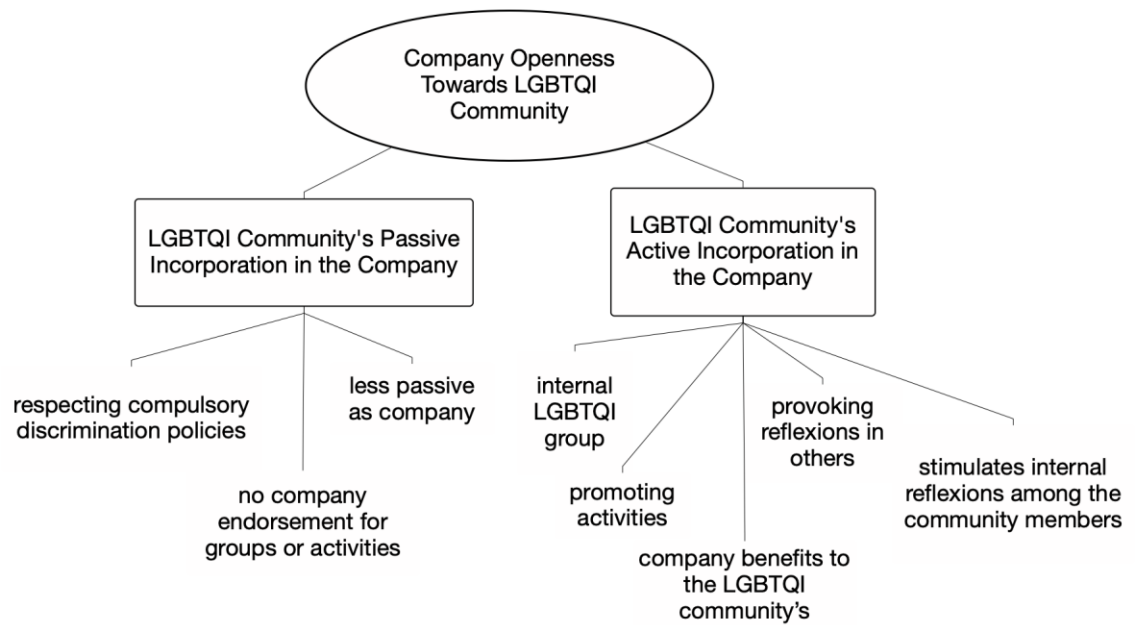 Company Openness
Towards LGBTQI
Community
LGBTQI Community's Passive
Incorporation in the Company
LGBTQI Community's
Active Incorporation in
the Company
respecting compulsory
discrimination policies
no company
endorsement for
groups or activities
less passive
as company
internal
LGBTQI
group
promoting
activities
company benefits to
the LGBTQI
community’s
provoking
reflexions in
others
stimulates internal
reflexions among the
community members